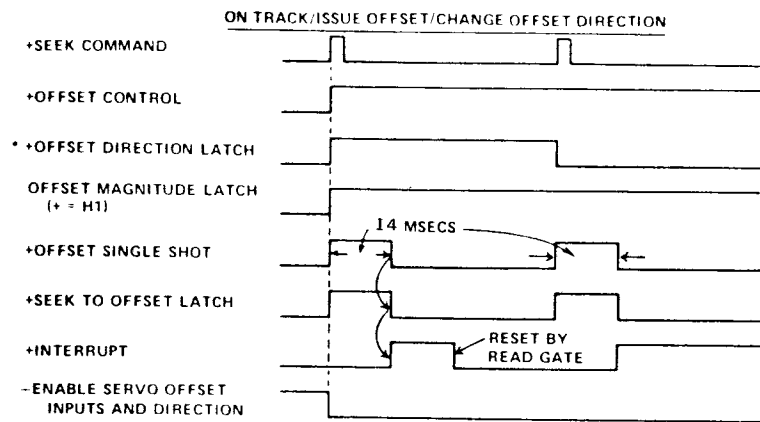 ON TRACK/ISSUE OFFSET/CHANGE OFFSET DIRECTION
+SEEK COMMAND
+OFFSET CONTROL
* +OFFSET DIRECTION LATCH
OFFSET MAGNITUDE LATCH
(+ = H1)
14 MSECS
+OFFSET SINGLE SHOT
+SEEK TO OFFSET LATCH
+INTERRUPT
RESET BY
READ GATE
-ENABLE SERVO OFFSET
INPUTS AND DIRECTION